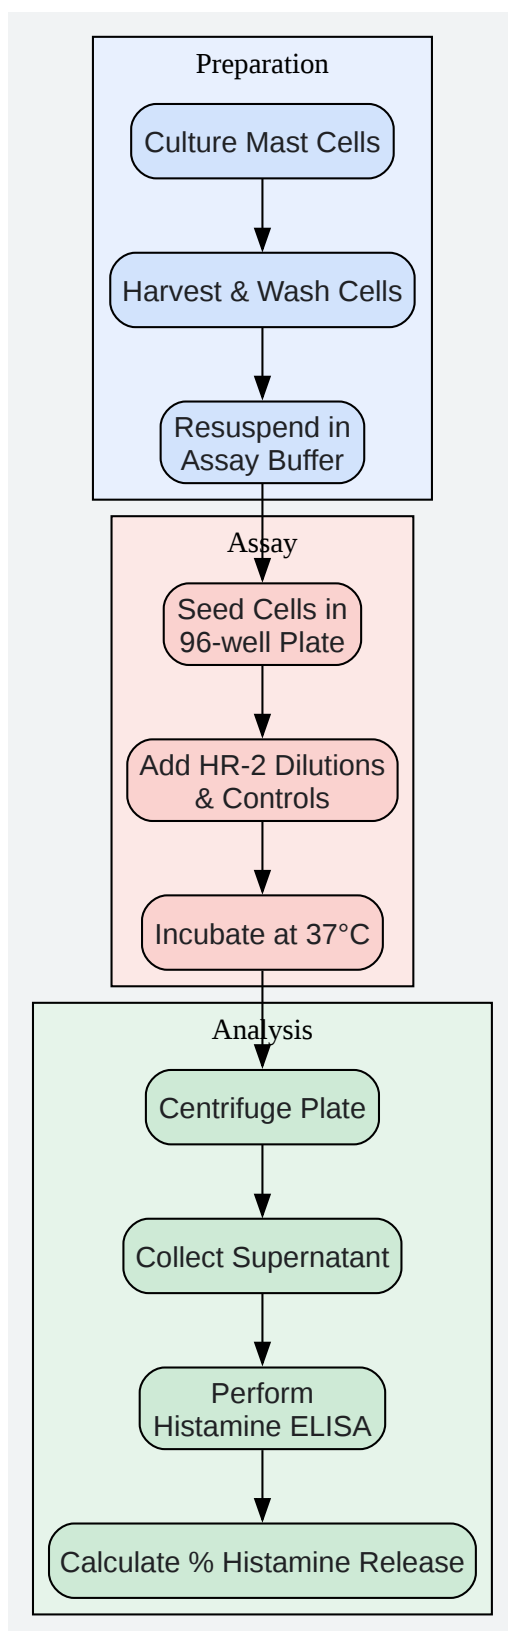 Preparation
Culture Mast Cells
Harvest & Wash Cells
Resuspend in
Assay Buffer
Assay
Seed Cells in
96-well Plate
Add HR-2 Dilutions
& Controls
Incubate at 37°C
Analysis
Centrifuge Plate
Collect Supernatant
Perform
Histamine ELISA
Calculate % Histamine Release